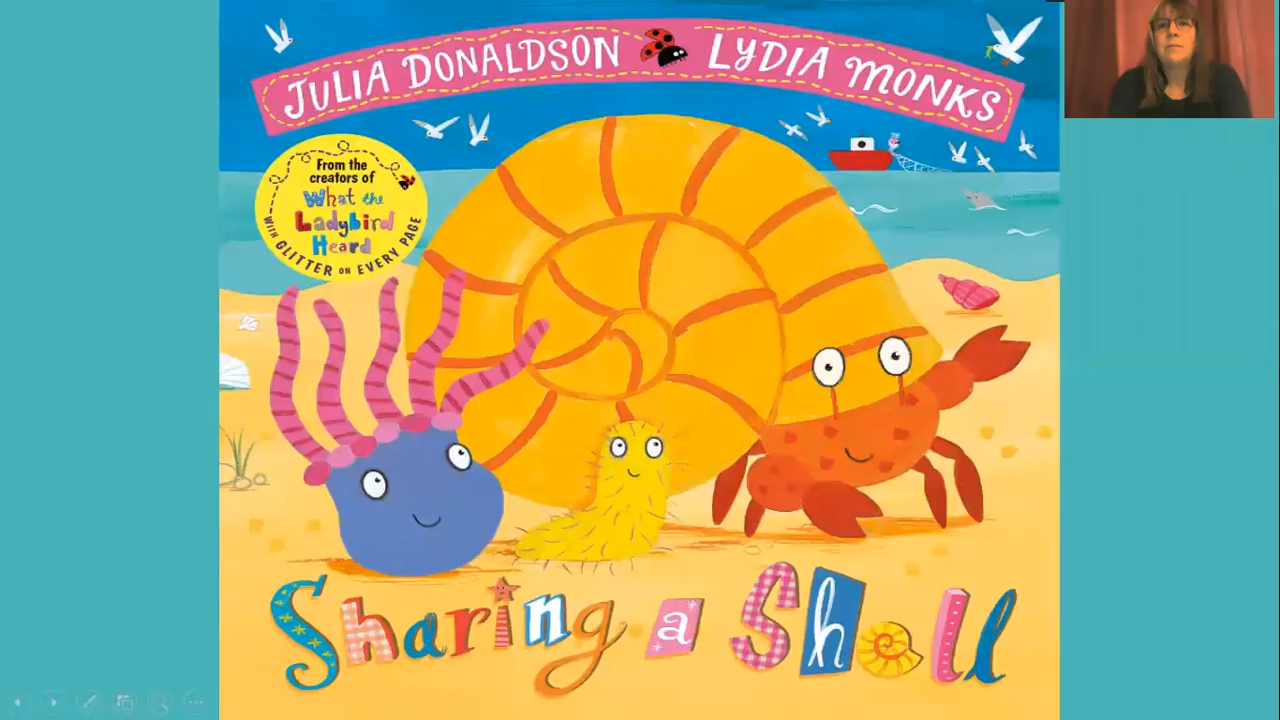 JULIA DONALDSON LYDIA MONKS
From the
creators of
What the
Ladybird
Heard
WITH GLITTER ON EVERY PAGE
Sharing a Shell